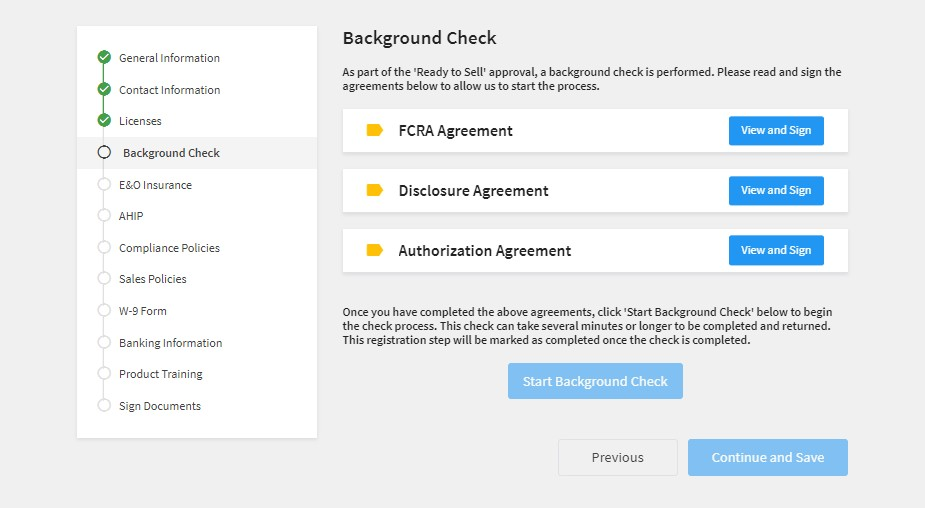 General Information
Contact Information
Licenses
Background Check
E&O Insurance
AHIP
Compliance Policies
Sales Policies
W-9 Form
Banking Information
Product Training
Sign Documents
Background Check
As part of the 'Ready to Sell' approval, a background check is performed. Please read and sign the
agreements below to allow us to start the process.
FCRA Agreement
View and Sign
Disclosure Agreement
View and Sign
Authorization Agreement
View and Sign
Once you have completed the above agreements, click 'Start Background Check' below to begin
the check process. This check can take several minutes or longer to be completed and returned.
This registration step will be marked as completed once the check is completed.
Start Background Check
Previous
Continue and Save